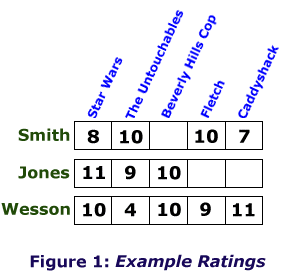 Star Wars
The Untouchables
Beverly Hills Cop
Fletch
Caddyshack
Smith 8 10 10 7
Jones 11 9 10
Wesson 10 4 10 9 11
Figure 1: Example Ratings